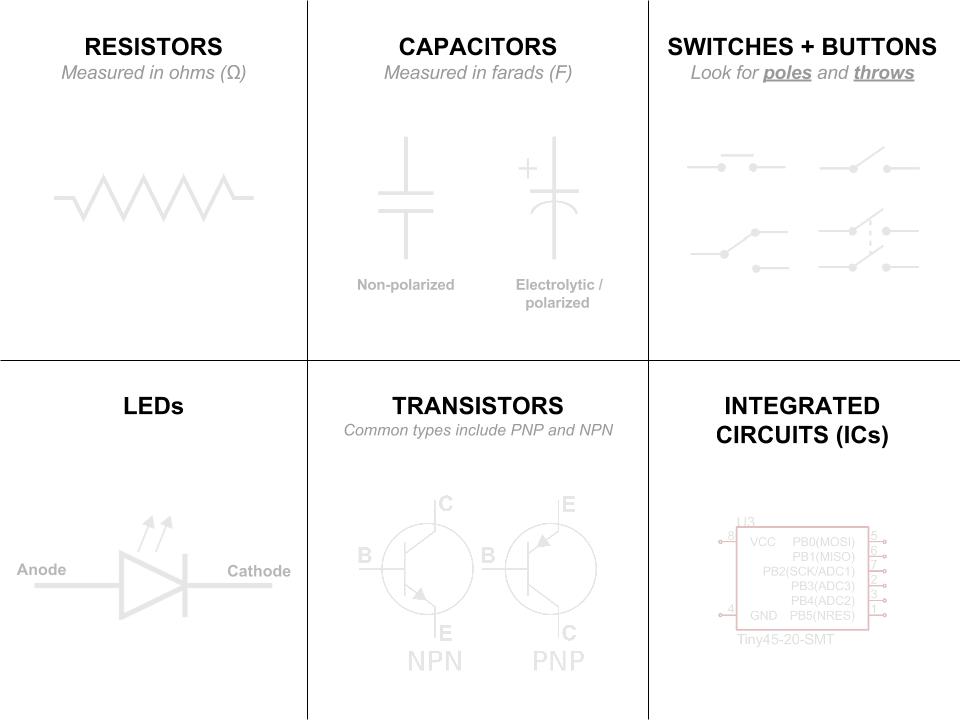 RESISTORS
Measured in ohms (Ω)
CAPACITORS
Measured in farads (F)
+
Non-polarized
Electrolytic /
polarized
SWITCHES + BUTTONS
Look for poles and throws
LEDs
Anode
Cathode
TRANSISTORS
Common types include PNP and NPN
C
B
E
NPN
E
B
C
PNP
INTEGRATED
CIRCUITS (ICs)
U3
8 VCC PB0(MOSI) 5
PB1(MISO) 6
PB2(SCK/ADC1) 7
PB3(ADC3) 2
PB4(ADC2) 3
4 GND PB5(NRES) 1
Tiny45-20-SMT